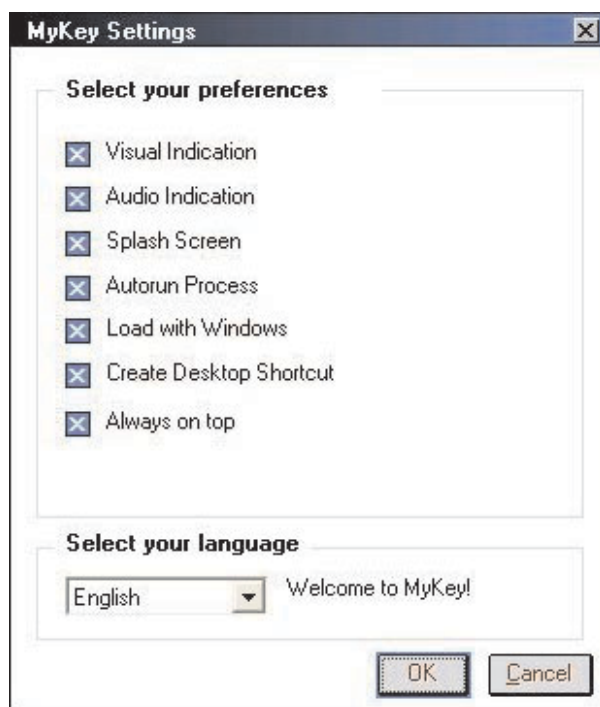 MyKey Settings
Select your preferences
Visual Indication
Audio Indication
Splash Screen
Autorun Process
Load with Windows
Create Desktop Shortcut
Always on top
Select your language
English
Welcome to MyKey!
OK
Cancel